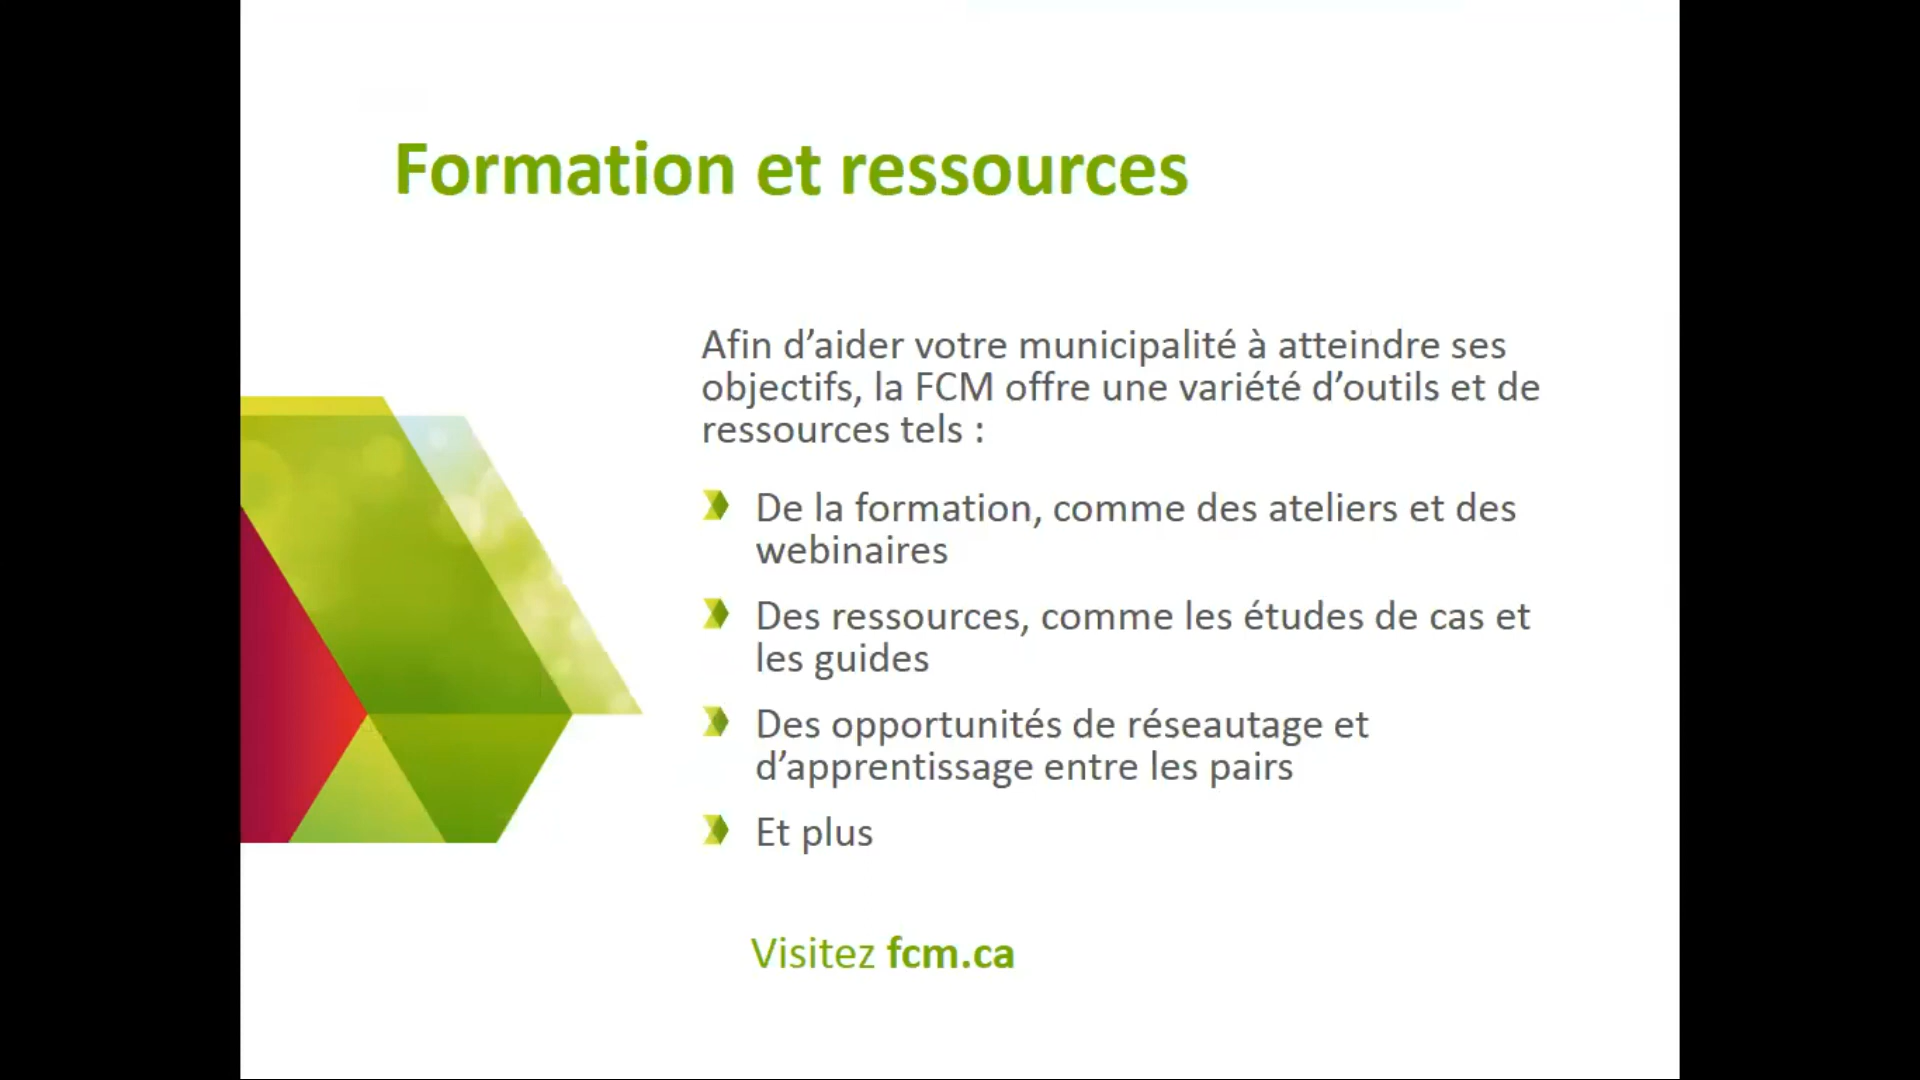 Formation et ressources
Afin d’aider votre municipalité à atteindre ses
objectifs, la FCM offre une variété d’outils et de
ressources tels :
De la formation, comme des ateliers et des
webinaires
Des ressources, comme les études de cas et
les guides
Des opportunités de réseautage et
d’apprentissage entre les pairs
Et plus
Visitez fcm.ca